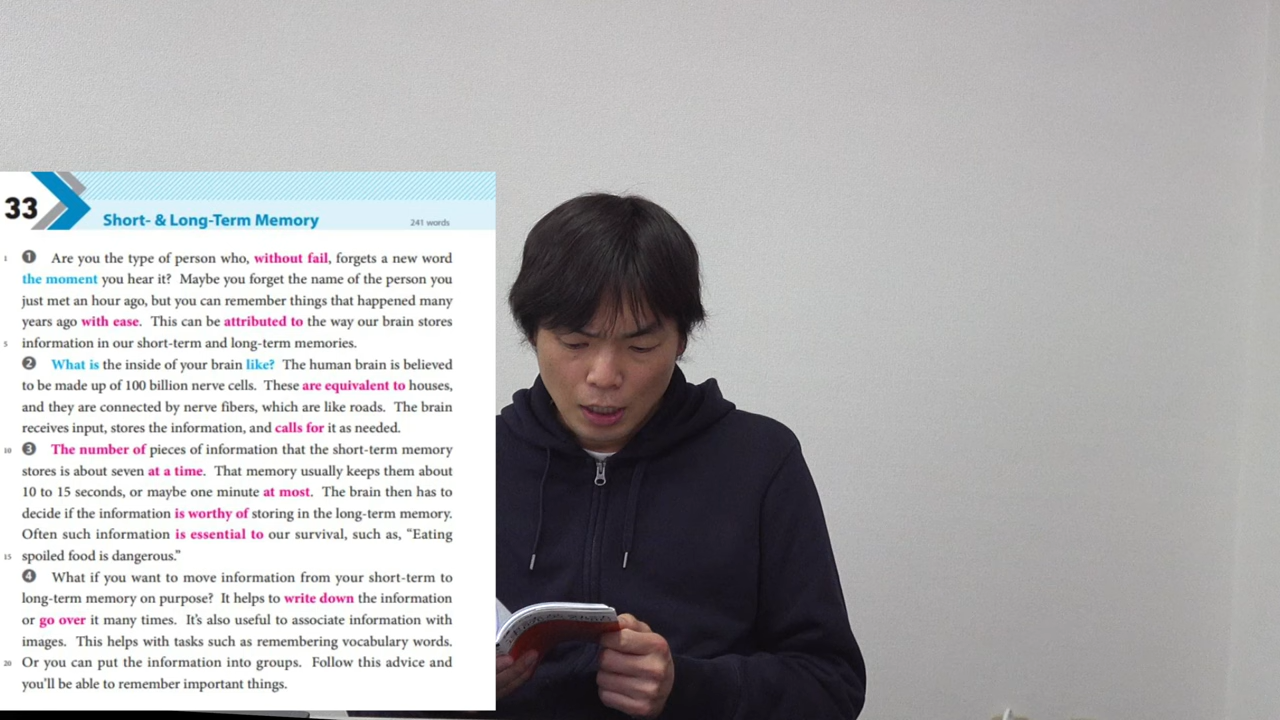 33
Short- & Long-Term Memory
241 words
1 ❶ Are you the type of person who, without fail, forgets a new word
the moment you hear it? Maybe you forget the name of the person you
just met an hour ago, but you can remember things that happened many
years ago with ease. This can be attributed to the way our brain stores
5 information in our short-term and long-term memories.
❷ What is the inside of your brain like? The human brain is believed
to be made up of 100 billion nerve cells. These are equivalent to houses,
and they are connected by nerve fibers, which are like roads. The brain
receives input, stores the information, and calls for it as needed.
10 ❸ The number of pieces of information that the short-term memory
stores is about seven at a time. That memory usually keeps them about
10 to 15 seconds, or maybe one minute at most. The brain then has to
decide if the information is worthy of storing in the long-term memory.
Often such information is essential to our survival, such as, “Eating
15 spoiled food is dangerous.”
❹ What if you want to move information from your short-term to
long-term memory on purpose? It helps to write down the information
or go over it many times. It’s also useful to associate information with
images. This helps with tasks such as remembering vocabulary words.
20 Or you can put the information into groups. Follow this advice and
you’ll be able to remember important things.